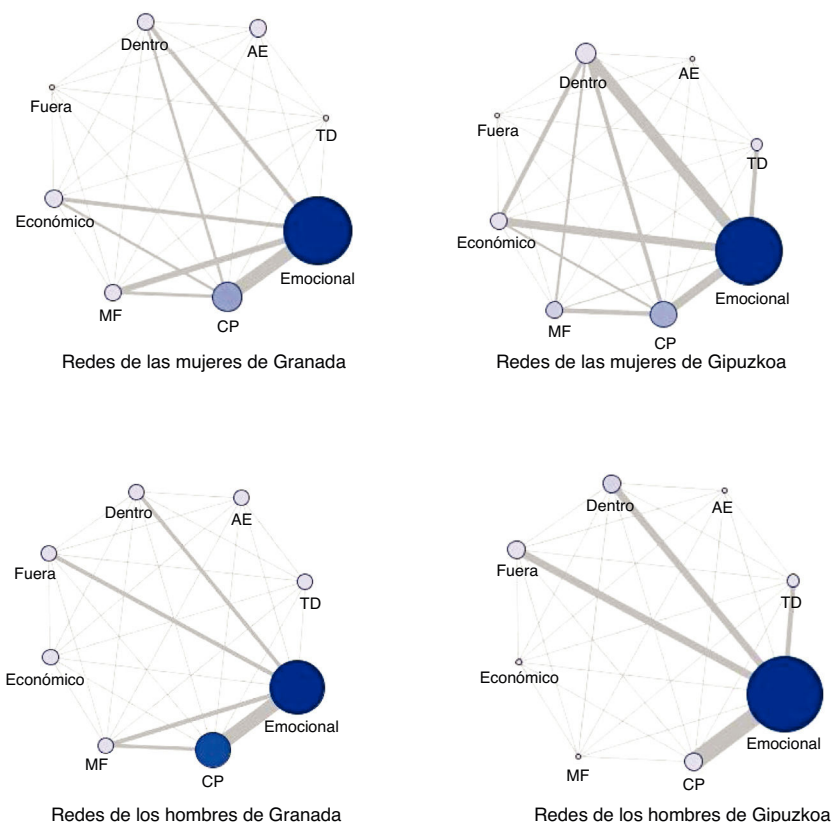 Dentro
AE
Fuera
TD
Económico
Emocional
MF
CP
Redes de las mujeres de Granada
Dentro
AE
Fuera
TD
Económico
Emocional
MF
CP
Redes de las mujeres de Gipuzkoa
Dentro
AE
Fuera
TD
Económico
Emocional
MF
CP
Redes de los hombres de Granada
Dentro
AE
Fuera
TD
Económico
Emocional
MF
CP
Redes de los hombres de Gipuzkoa